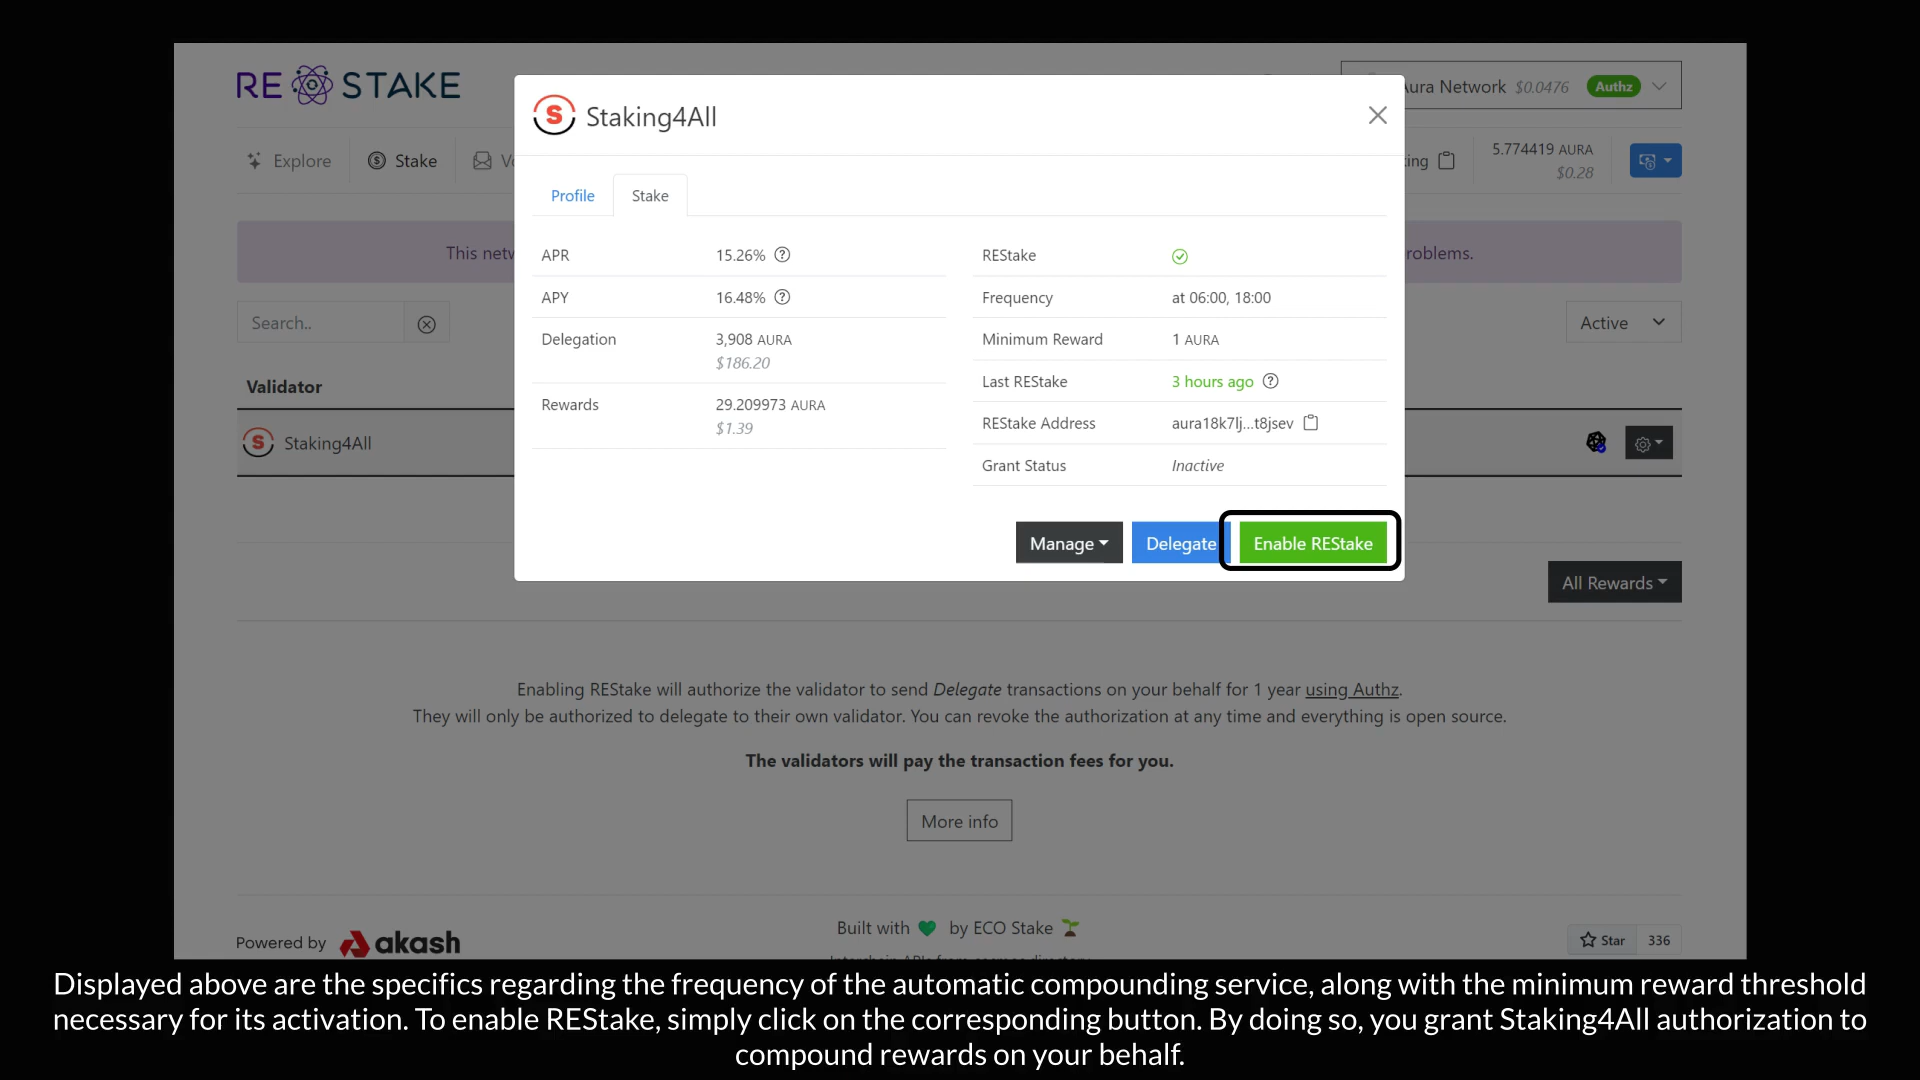 RE STAKE
Staking4All
Aura Network $0.0476 Authz
Explore
Stake
Profile
Stake
5.774419 AURA
$0.28
This netw
roblems.
APR 15.26%
APY 16.48%
Delegation 3,908 AURA
$186.20
Rewards 29.209973 AURA
$1.39
REStake
Frequency at 06:00, 18:00
Minimum Reward 1 AURA
Last REStake 3 hours ago
REStake Address aura18k7lj...t8jsev
Grant Status Inactive
Search..
Active
Validator
S Staking4All
Manage
Delegate
Enable REStake
All Rewards
Enabling REStake will authorize the validator to send Delegate transactions on your behalf for 1 year using Authz.
They will only be authorized to delegate to their own validator. You can revoke the authorization at any time and everything is open source.
The validators will pay the transaction fees for you.
More info
Built with by ECO Stake
Powered by akash
Star 336
Displayed above are the specifics regarding the frequency of the automatic compounding service, along with the minimum reward threshold
necessary for its activation. To enable REStake, simply click on the corresponding button. By doing so, you grant Staking4All authorization to
compound rewards on your behalf.